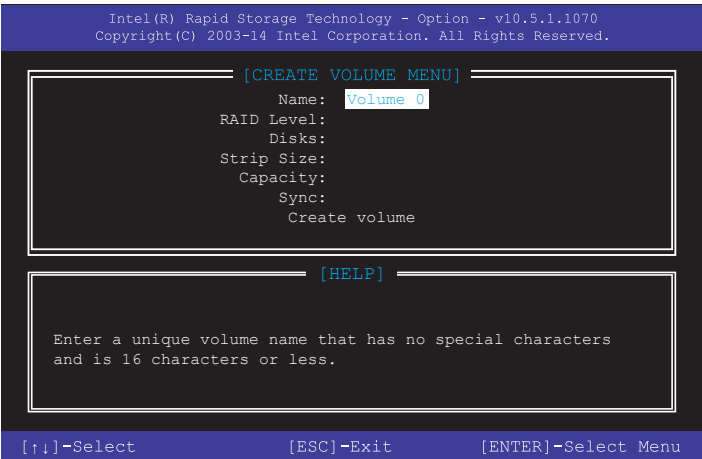 Intel(R) Rapid Storage Technology - Option - v10.5.1.1070
Copyright(C) 2003-14 Intel Corporation. All Rights Reserved.
[CREATE VOLUME MENU]
Name: Volume 0
RAID Level:
Disks:
Strip Size:
Capacity:
Sync:
Create volume
[HELP]
Enter a unique volume name that has no special characters
and is 16 characters or less.
[↑↓]-Select [ESC]-Exit [ENTER]-Select Menu